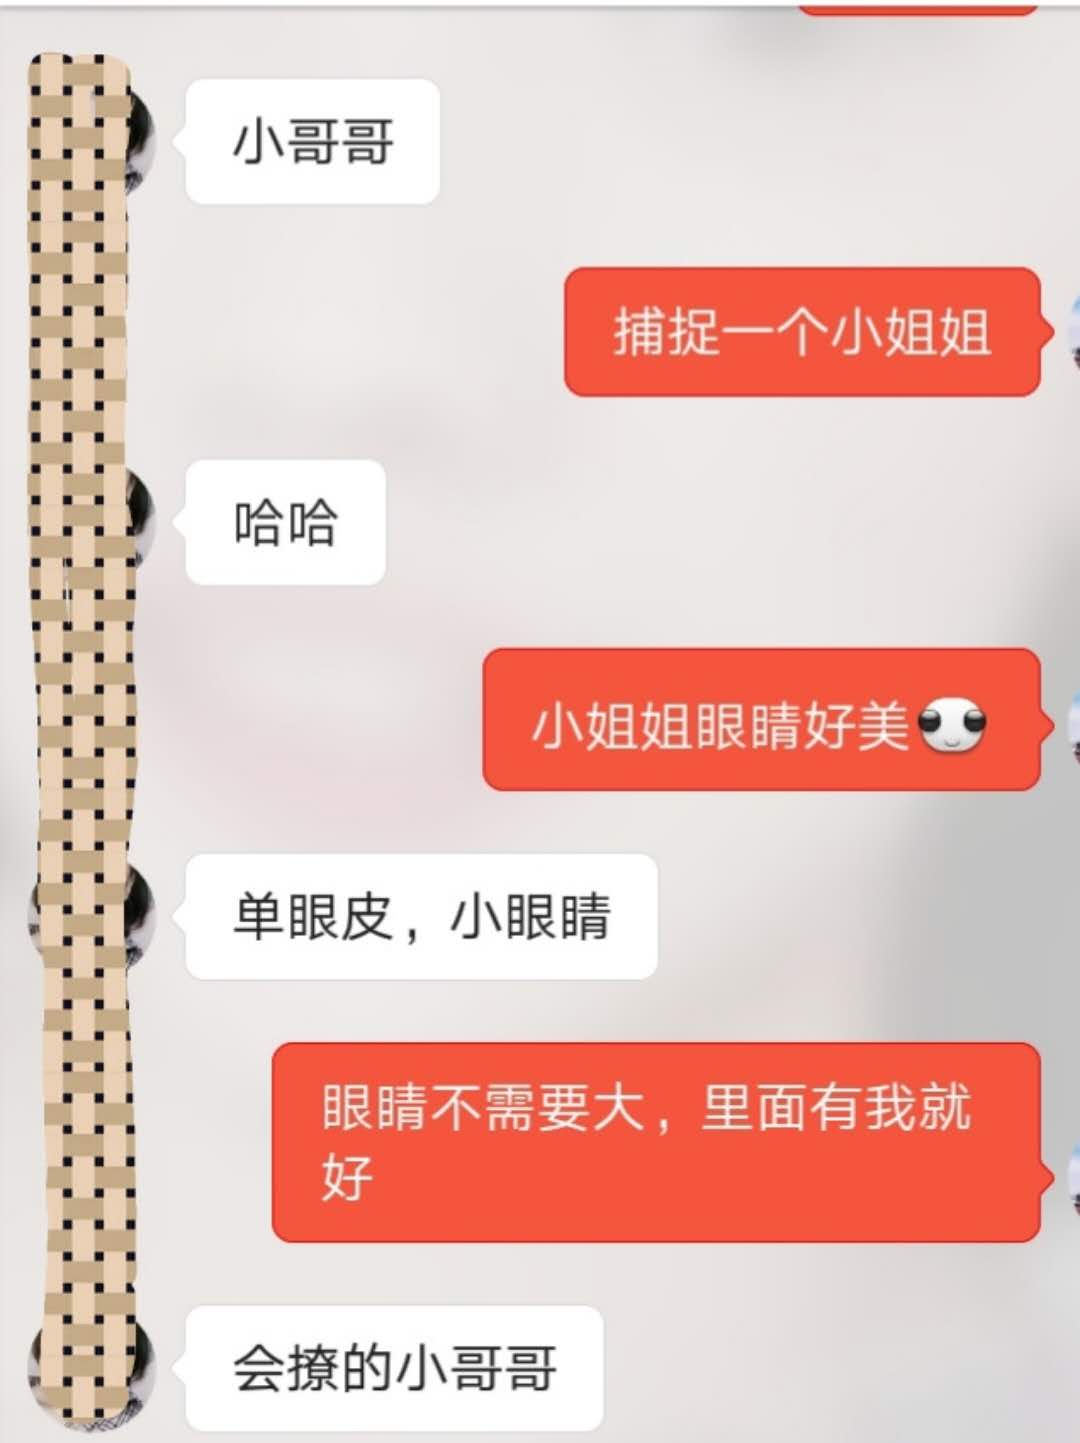 小哥哥
捕捉一个小姐姐
哈哈
小姐姐眼睛好美
单眼皮，小眼睛
眼睛不需要大，里面有我就
好
会撩的小哥哥